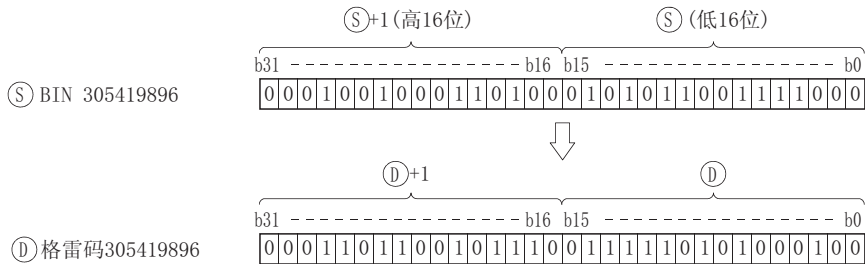 Ⓢ+1(高16位) Ⓢ (低16位)
b31 b16 b15 b0
Ⓢ BIN 305419896 0 0 0 1 0 0 1 0 0 0 1 1 0 1 0 0 0 1 0 1 0 1 1 0 0 1 1 1 1 0 0 0
Ⓓ+1 Ⓓ
b31 b16 b15 b0
Ⓓ 格雷码305419896 0 0 0 1 1 0 1 1 0 0 1 0 1 1 1 0 0 1 1 1 1 1 0 1 0 1 0 0 0 1 0 0